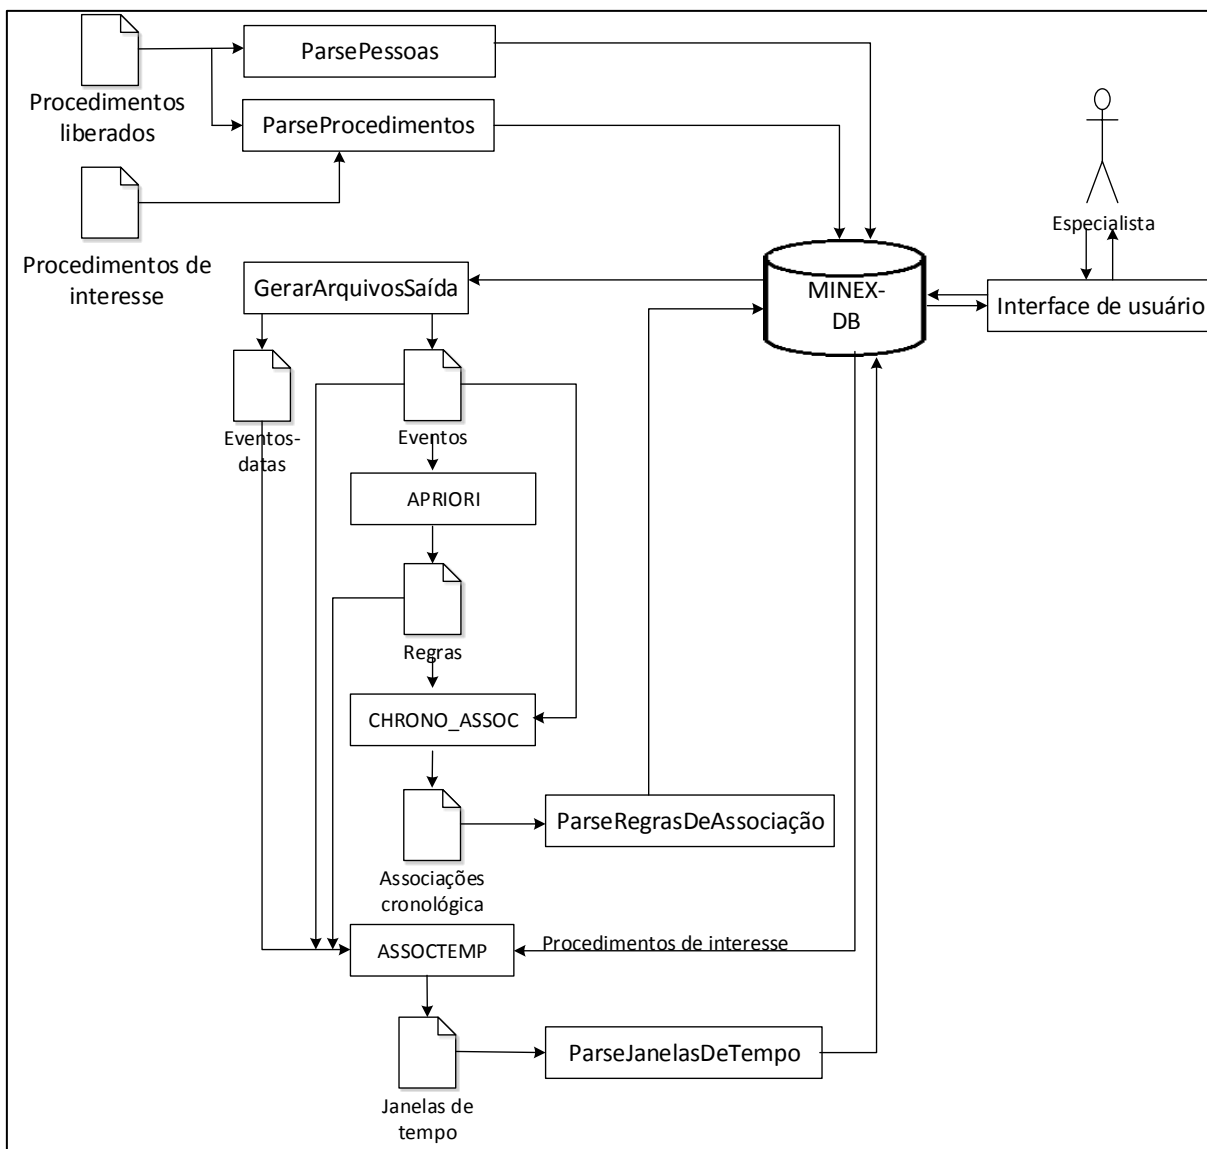 ParsePessoas
Procedimentos
liberados
ParseProcedimentos
Especialista
Procedimentos de
interesse
GerarArquivosSaída
MINEX-
DB
Interface de usuário
Eventos-
datas
Eventos
APRIORI
Regras
CHRONO_ASSOC
ParseRegrasDeAssociação
Associações
cronológica
ASSOCTEMP
Procedimentos de interesse
ParseJanelasDeTempo
Janelas de
tempo